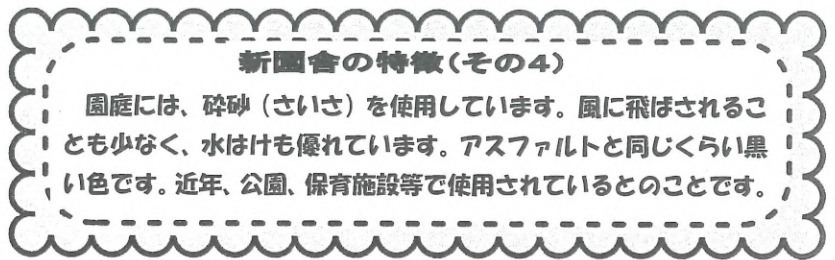 新園舎の特徴(その4)
園庭には、砕砂（さいさ）を使用しています。風に飛ばされるこ
とも少なく、水はけも優れています。アスファルトと同じくらい黒
い色です。近年、公園、保育施設等で使用されているとのことです。